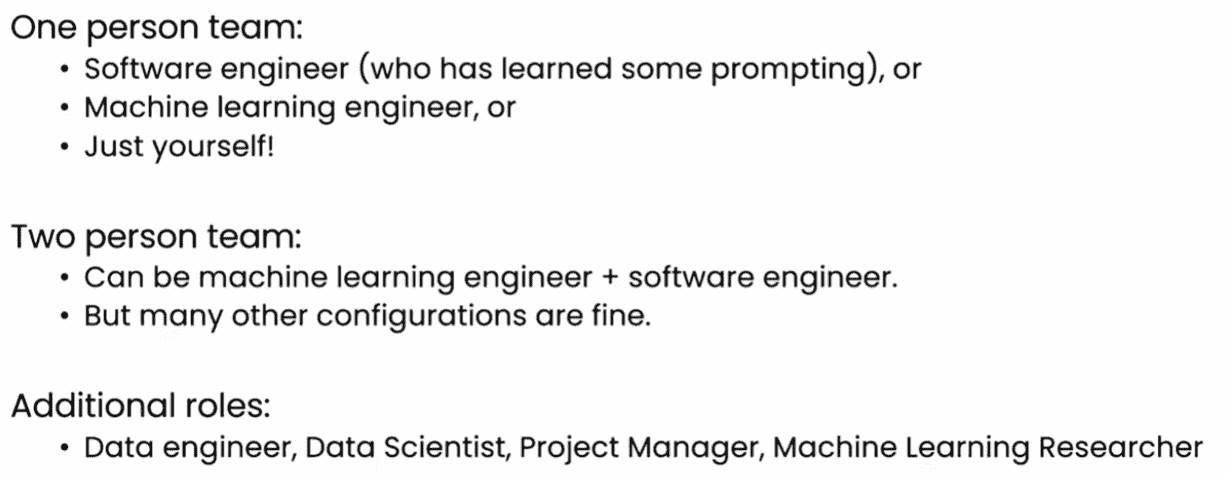 One person team:
• Software engineer (who has learned some prompting), or
• Machine learning engineer, or
• Just yourself!
Two person team:
• Can be machine learning engineer + software engineer.
• But many other configurations are fine.
Additional roles:
• Data engineer, Data Scientist, Project Manager, Machine Learning Researcher